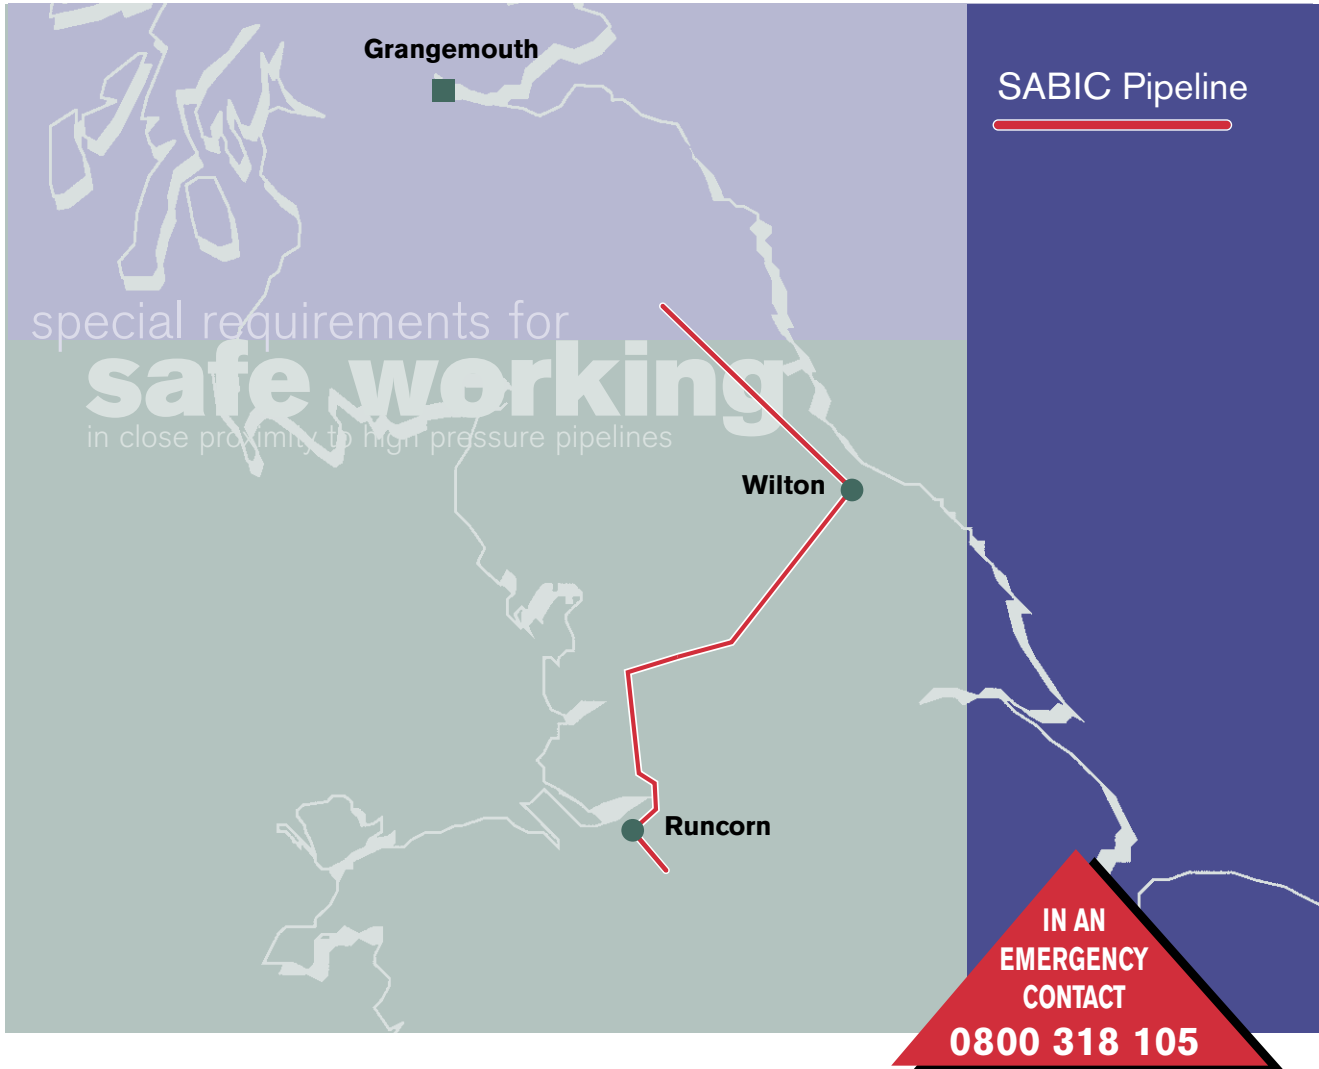 Grangemouth
SABIC Pipeline
special requirements for
safe working
in close proximity to high pressure pipelines
Wilton
Runcorn
IN AN
EMERGENCY
CONTACT
0800 318 105